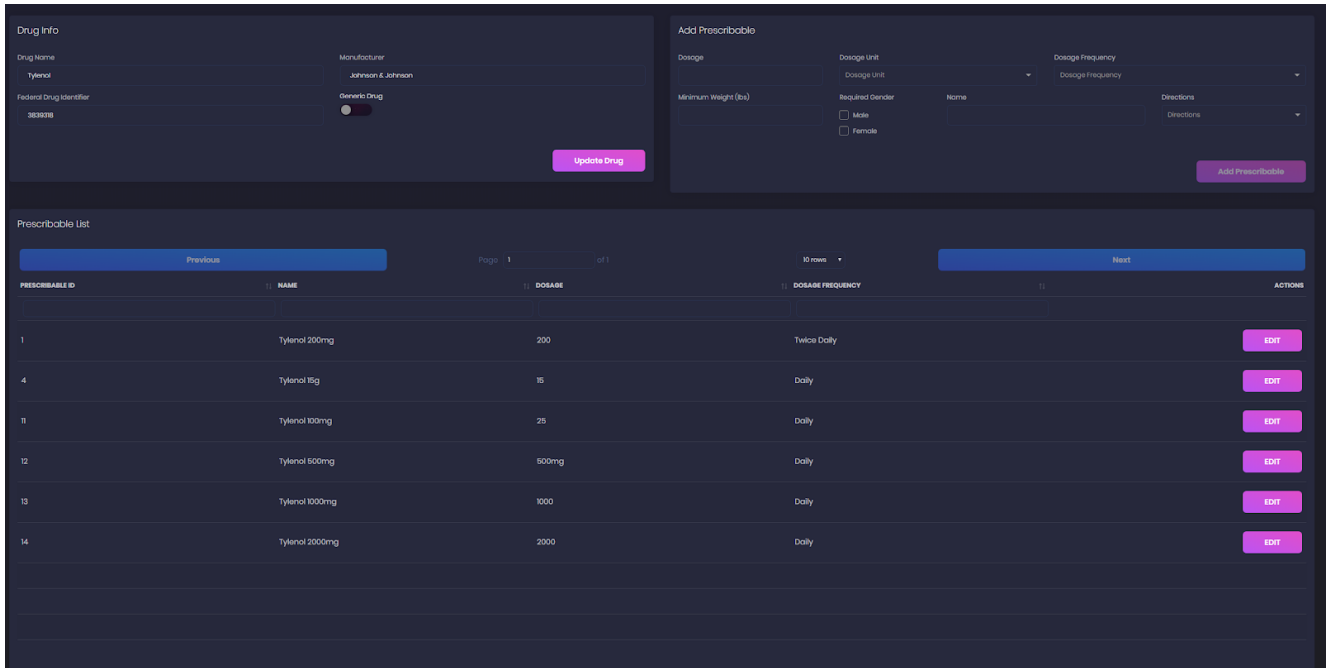 Drug Info
Drug Name
Manufacturer
Tylenol
Johnson & Johnson
Federal Drug Identifier
Generic Drug
3839318
Update Drug
Add Prescribable
Dosage
Dosage Unit
Dosage Frequency
Dosage Unit
Dosage Frequency
Minimum Weight (lbs)
Required Gender
Name
Directions
Male
Directions
Female
Add Prescribable
Prescribable List
Previous
Page 1 of 1
10 rows
Next
PRESCRIBABLE ID NAME DOSAGE DOSAGE FREQUENCY ACTIONS
1 Tylenol 200mg 200 Twice Daily EDIT
4 Tylenol 15g 15 Daily EDIT
11 Tylenol 100mg 25 Daily EDIT
12 Tylenol 500mg 500mg Daily EDIT
13 Tylenol 1000mg 1000 Daily EDIT
14 Tylenol 2000mg 2000 Daily EDIT